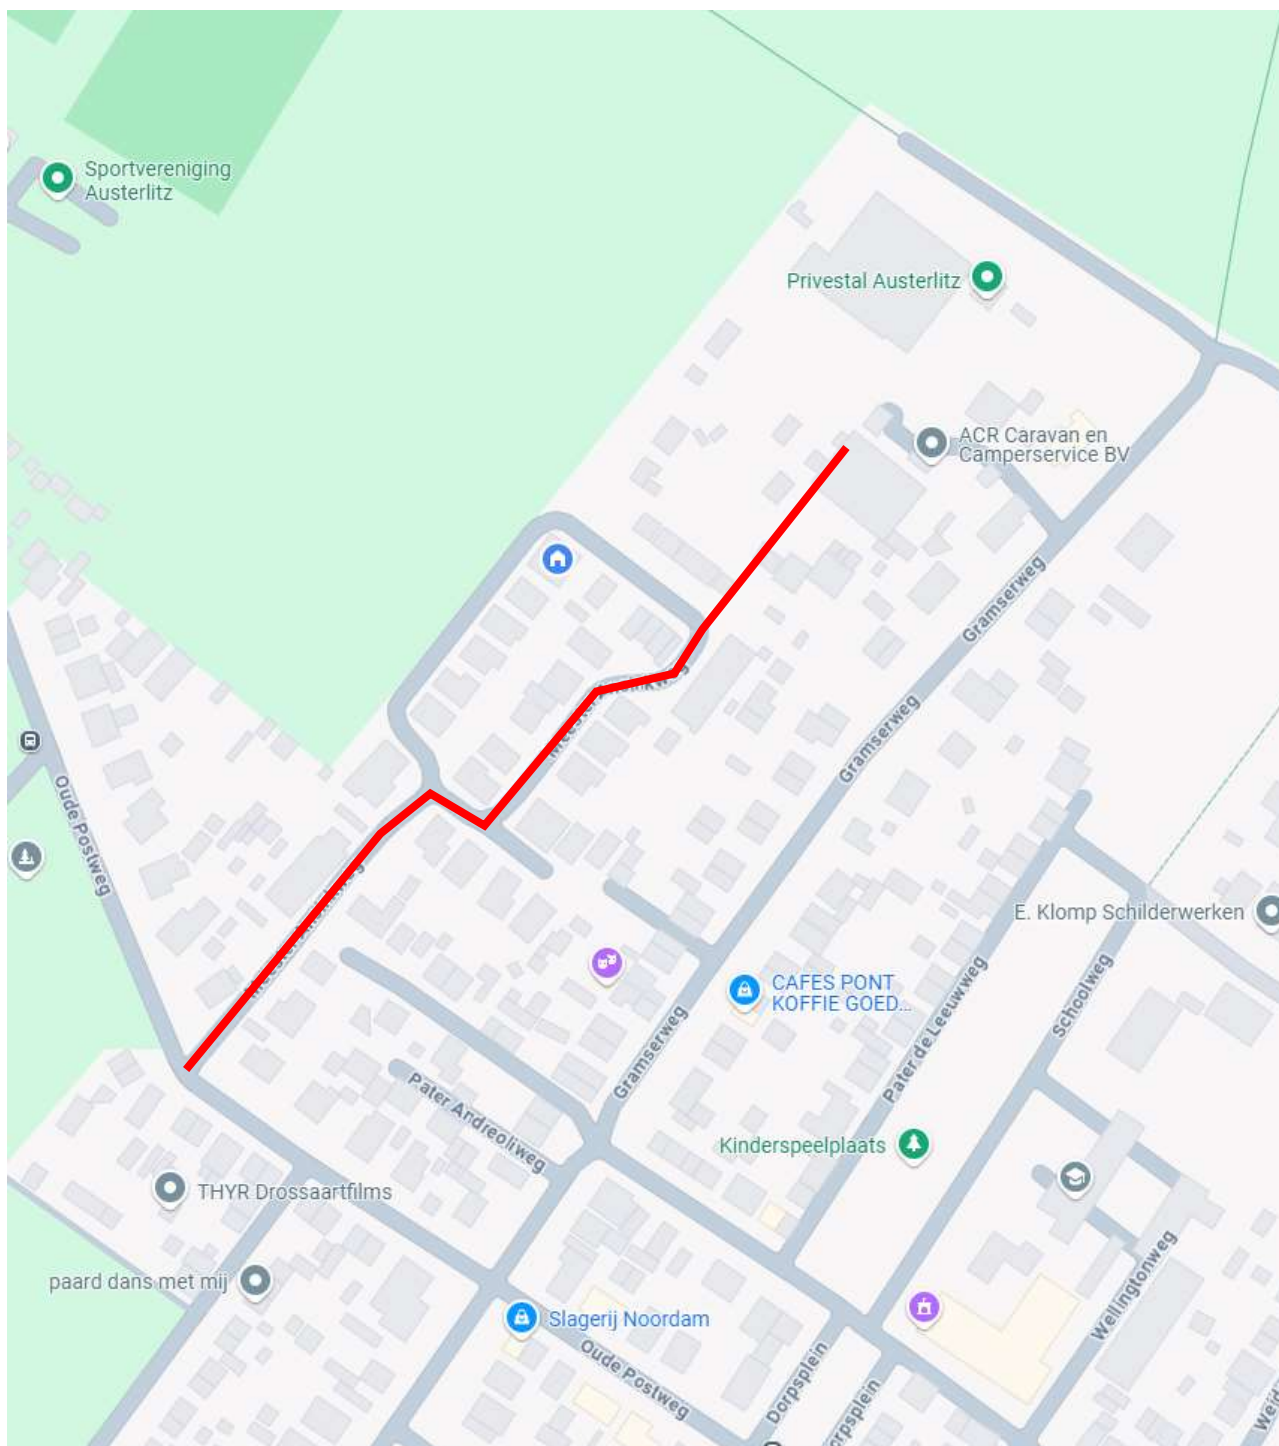 Sportvereniging
Austerlitz
Privestal Austerlitz
ACR Caravan en
Camperservice BV
Gramserweg
Gramserweg
Oude Postweg
E. Klomp Schilderwerken
CAFES PONT
KOFFIE GOED...
Pater de Leeuwweg
Schoolweg
Gramserweg
Pater Andreoliweg
Kinderspeelplaats
THYR Drossaartfilms
paard dans met mij
Slagerij Noordam
Oude Postweg
Dorpsplein
Wellingtonweg